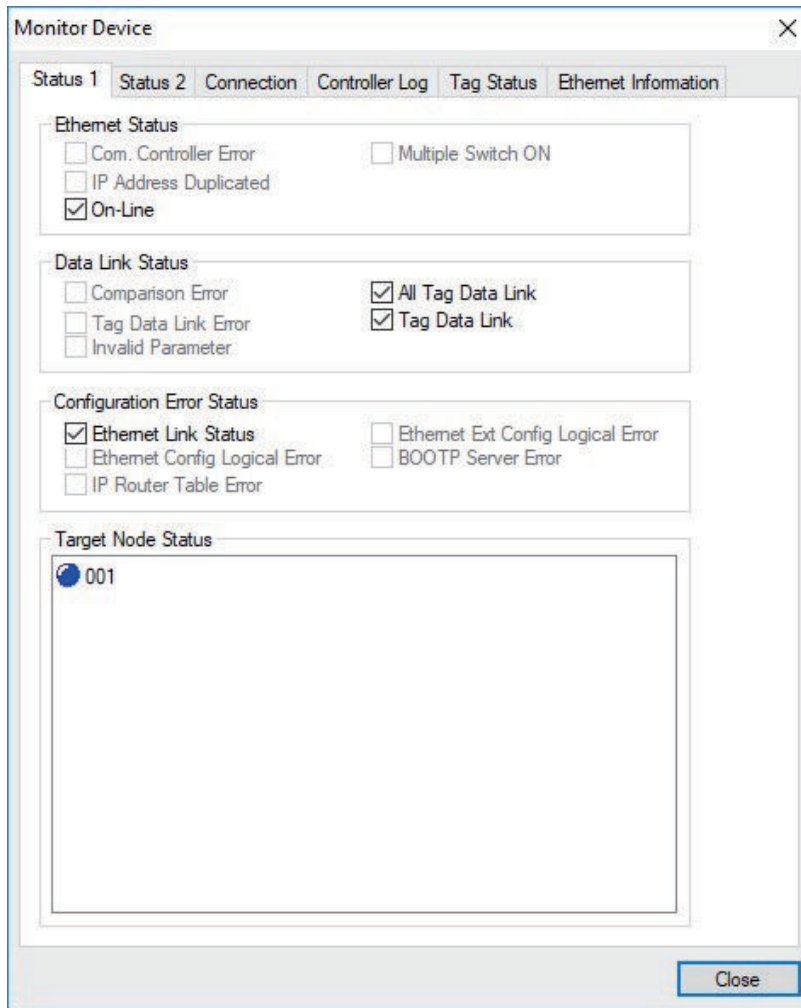 Monitor Device
Status 1 Status 2 Connection Controller Log Tag Status Ethernet Information
Ethernet Status
Com. Controller Error Multiple Switch ON
IP Address Duplicated
On-Line
Data Link Status
Comparison Error All Tag Data Link
Tag Data Link Error Tag Data Link
Invalid Parameter
Configuration Error Status
Ethernet Link Status Ethernet Ext Config Logical Error
Ethernet Config Logical Error BOOTP Server Error
IP Router Table Error
Target Node Status
001
Close